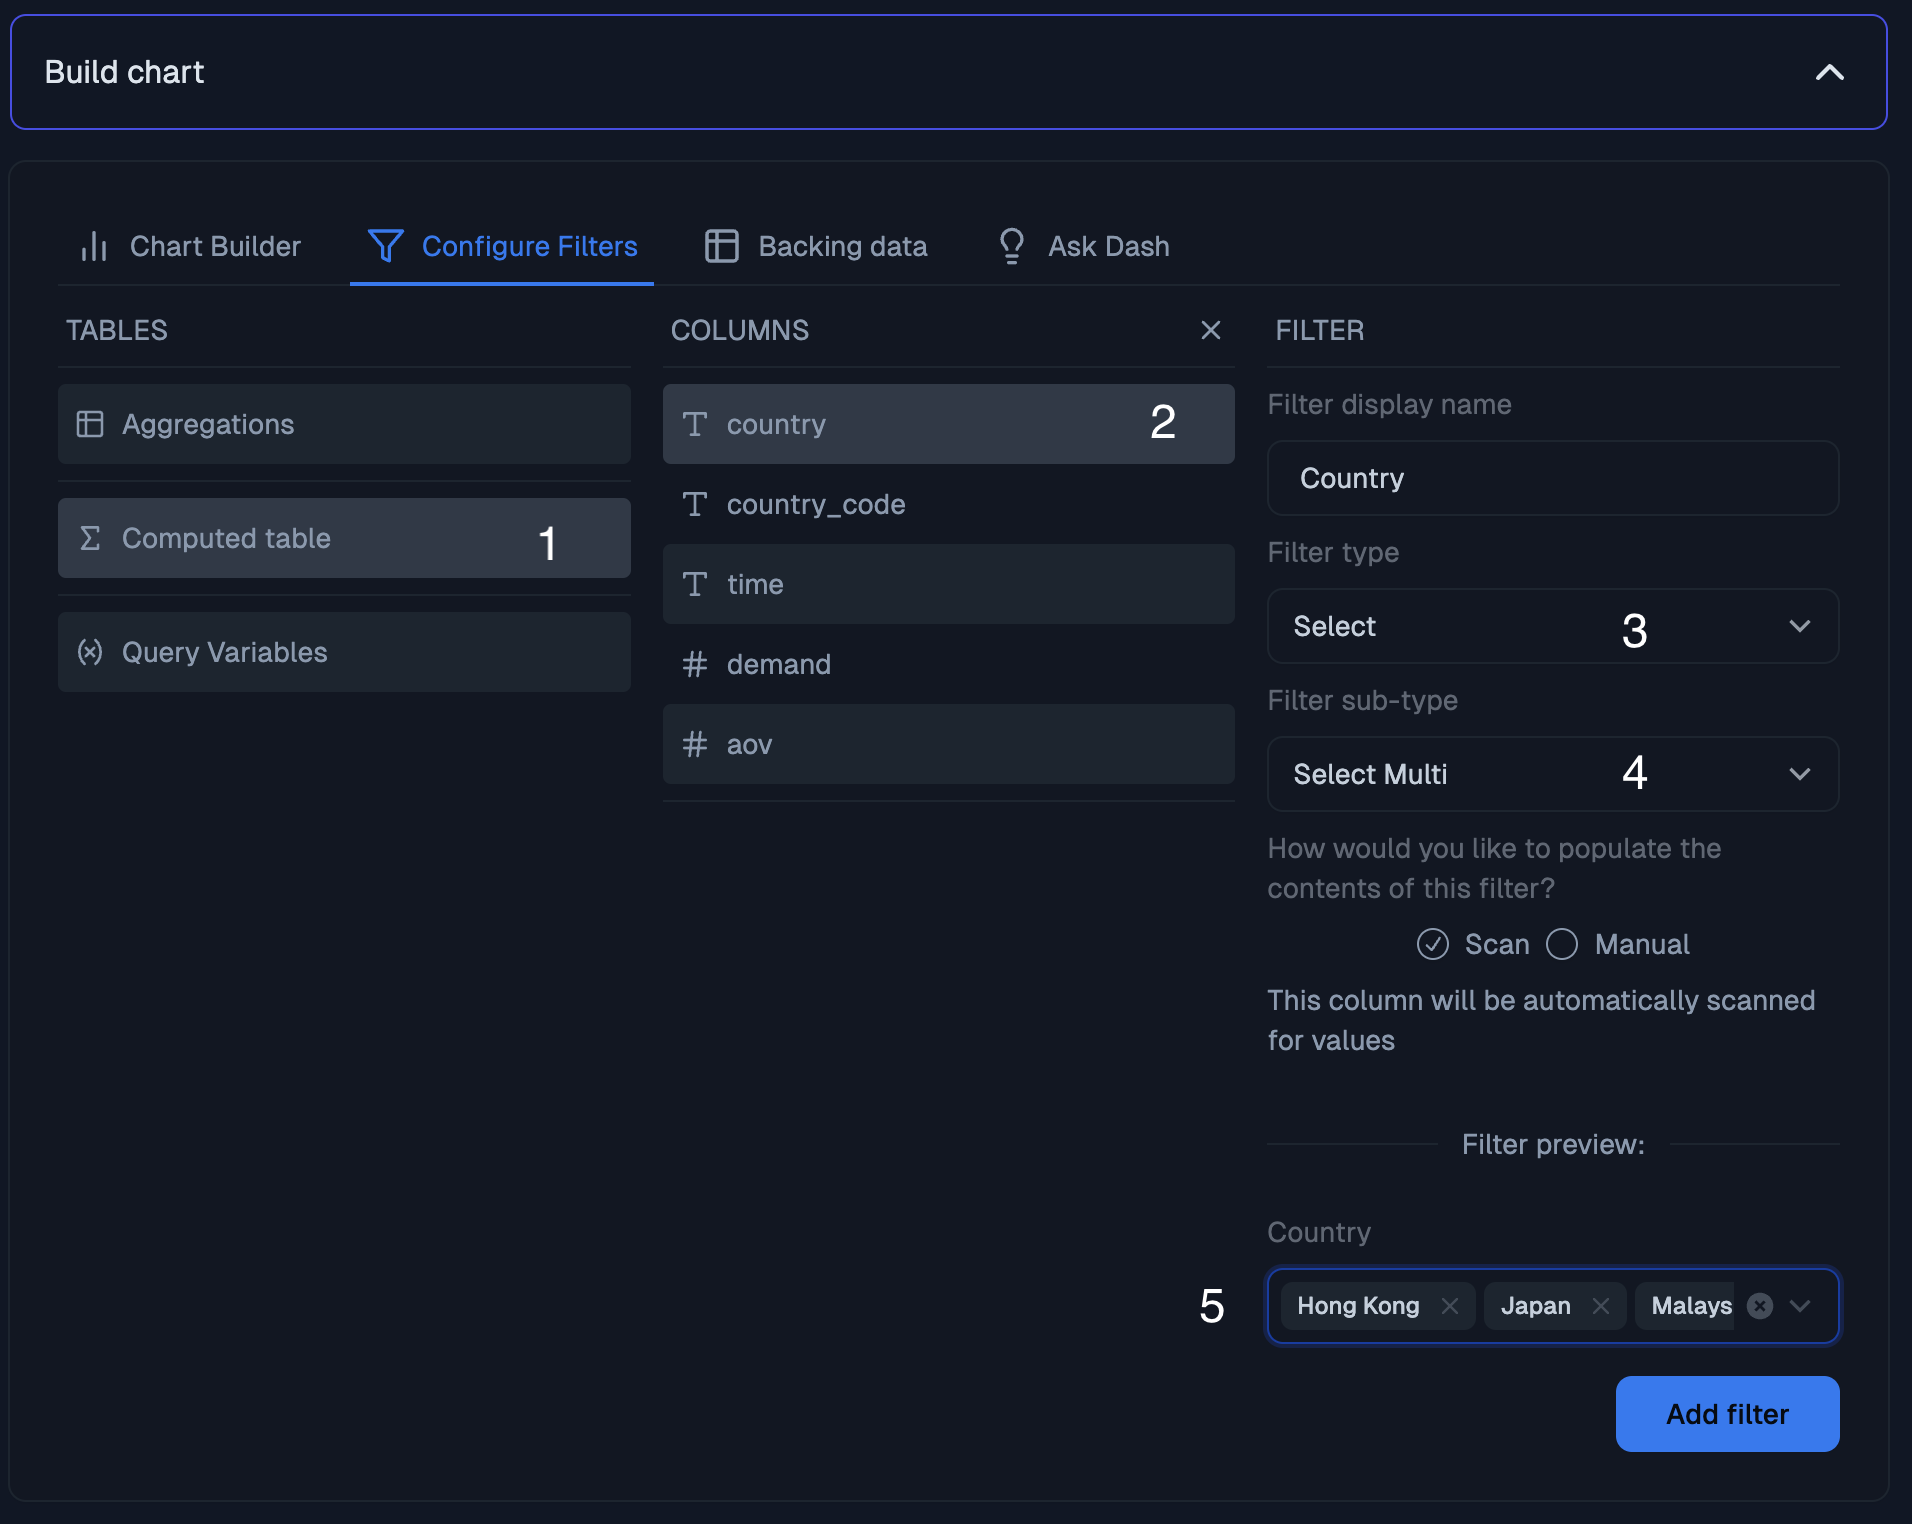 Build chart
Chart Builder
Configure Filters
Backing data
Ask Dash
TABLES
Aggregations
Computed table 1
Query Variables
COLUMNS
country 2
country_code
time
# demand
# aov
FILTER
Filter display name
Country
Filter type
Select 3
Filter sub-type
Select Multi 4
How would you like to populate the
contents of this filter?
Scan Manual
This column will be automatically scanned
for values
Filter preview:
Country
5 Hong Kong Japan Malays
Add filter